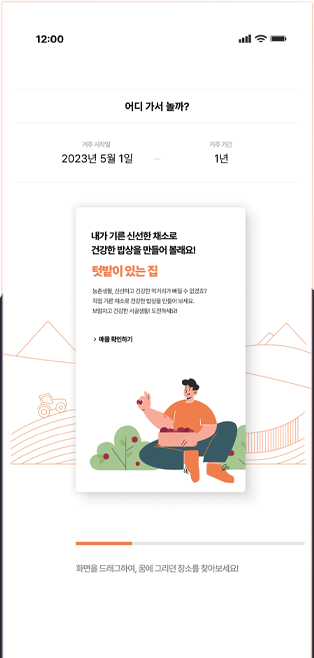 12:00
어디 가서 놀까?
거주 시작일
거주 기간
2023년 5월 1일
1년
내가 기른 신선한 채소로
건강한 밥상을 만들어 볼래요!
텃밭이 있는 집
농촌생활, 신선하고 건강한 먹거리가 빠질 수 없겠죠?
직접 기른 채소로 건강한 밥상을 만들어 보세요.
보람차고 건강한 시골생활! 도전하세요!
> 매물 확인하기
화면을 드래그하여, 꿈에 그리던 장소를 찾아보세요!